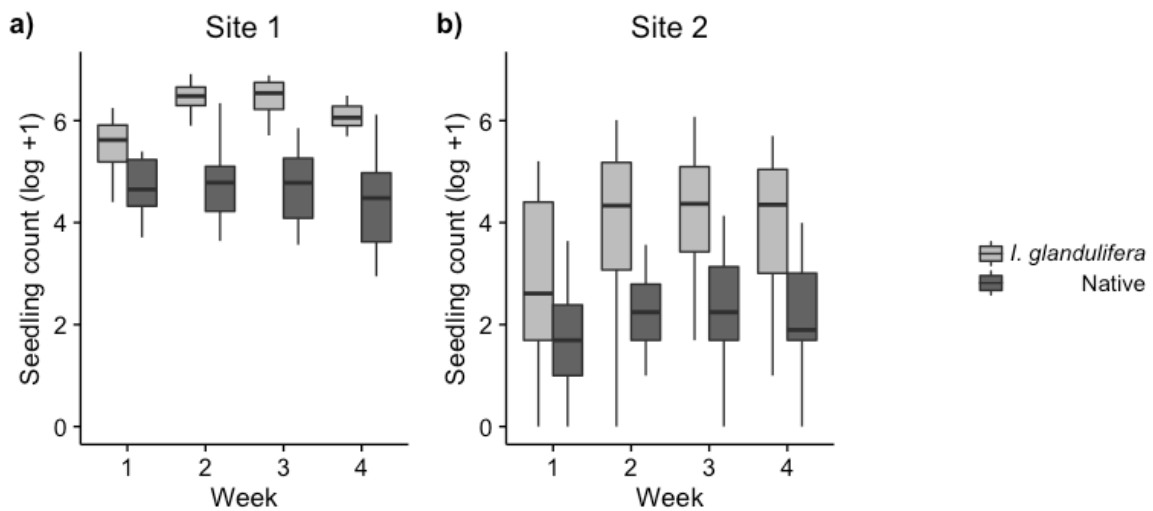 a)
Site 1
Seedling count (log +1)
6
4
2
0
1 2 3 4
Week
b)
Site 2
Seedling count (log +1)
6
4
2
0
1 2 3 4
Week
I. glandulifera
Native